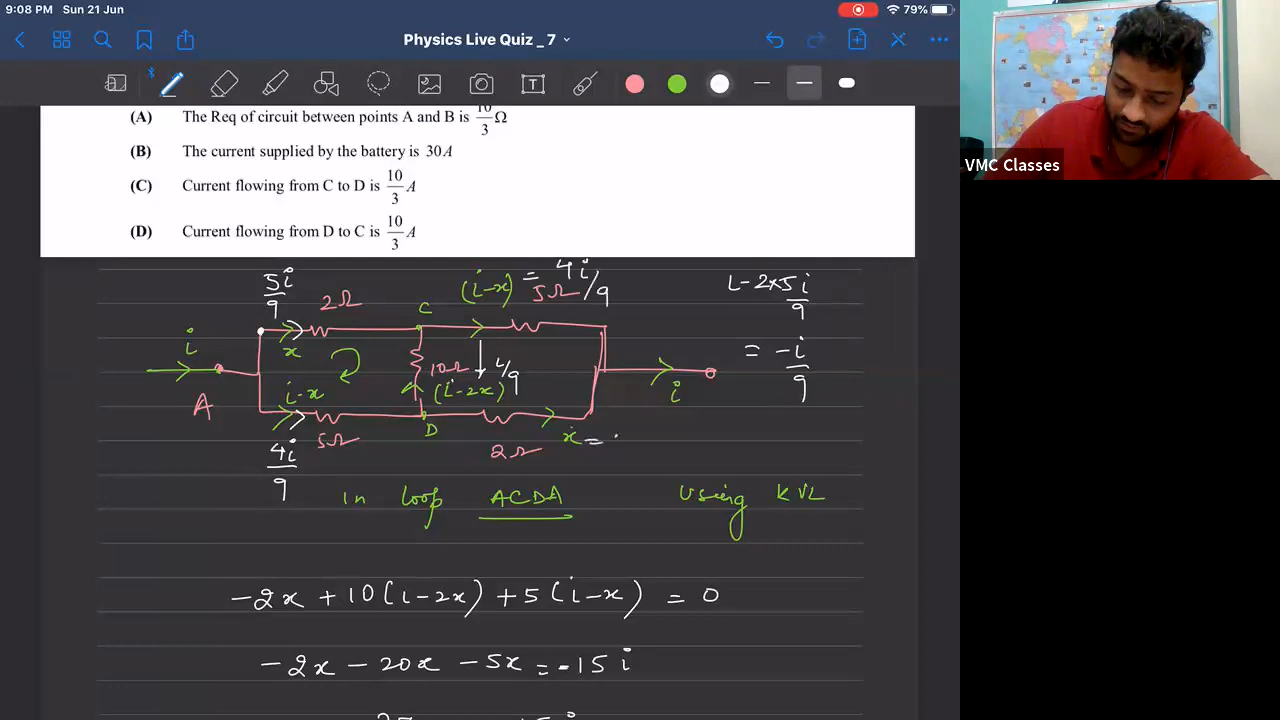 9:08 PM Sun 21 Jun
79%
Physics Live Quiz _ 7
(A) The Req of circuit between points A and B is 10/3 Ω
(B) The current supplied by the battery is 30A
(C) Current flowing from C to D is 10/3 A
(D) Current flowing from D to C is 10/3 A
VMC Classes
5i/9
2Ω
C
(i-x) = 4i/9
5Ω
i-2×5i/9
= -i/9
i
x
10Ω
i/9
A
i-x
(i-2x)
i
4i/9
5Ω
D
2Ω
x =
In loop ACDA Using KVL
-2x + 10(i-2x) + 5(i-x) = 0
-2x - 20x - 5x = -15i